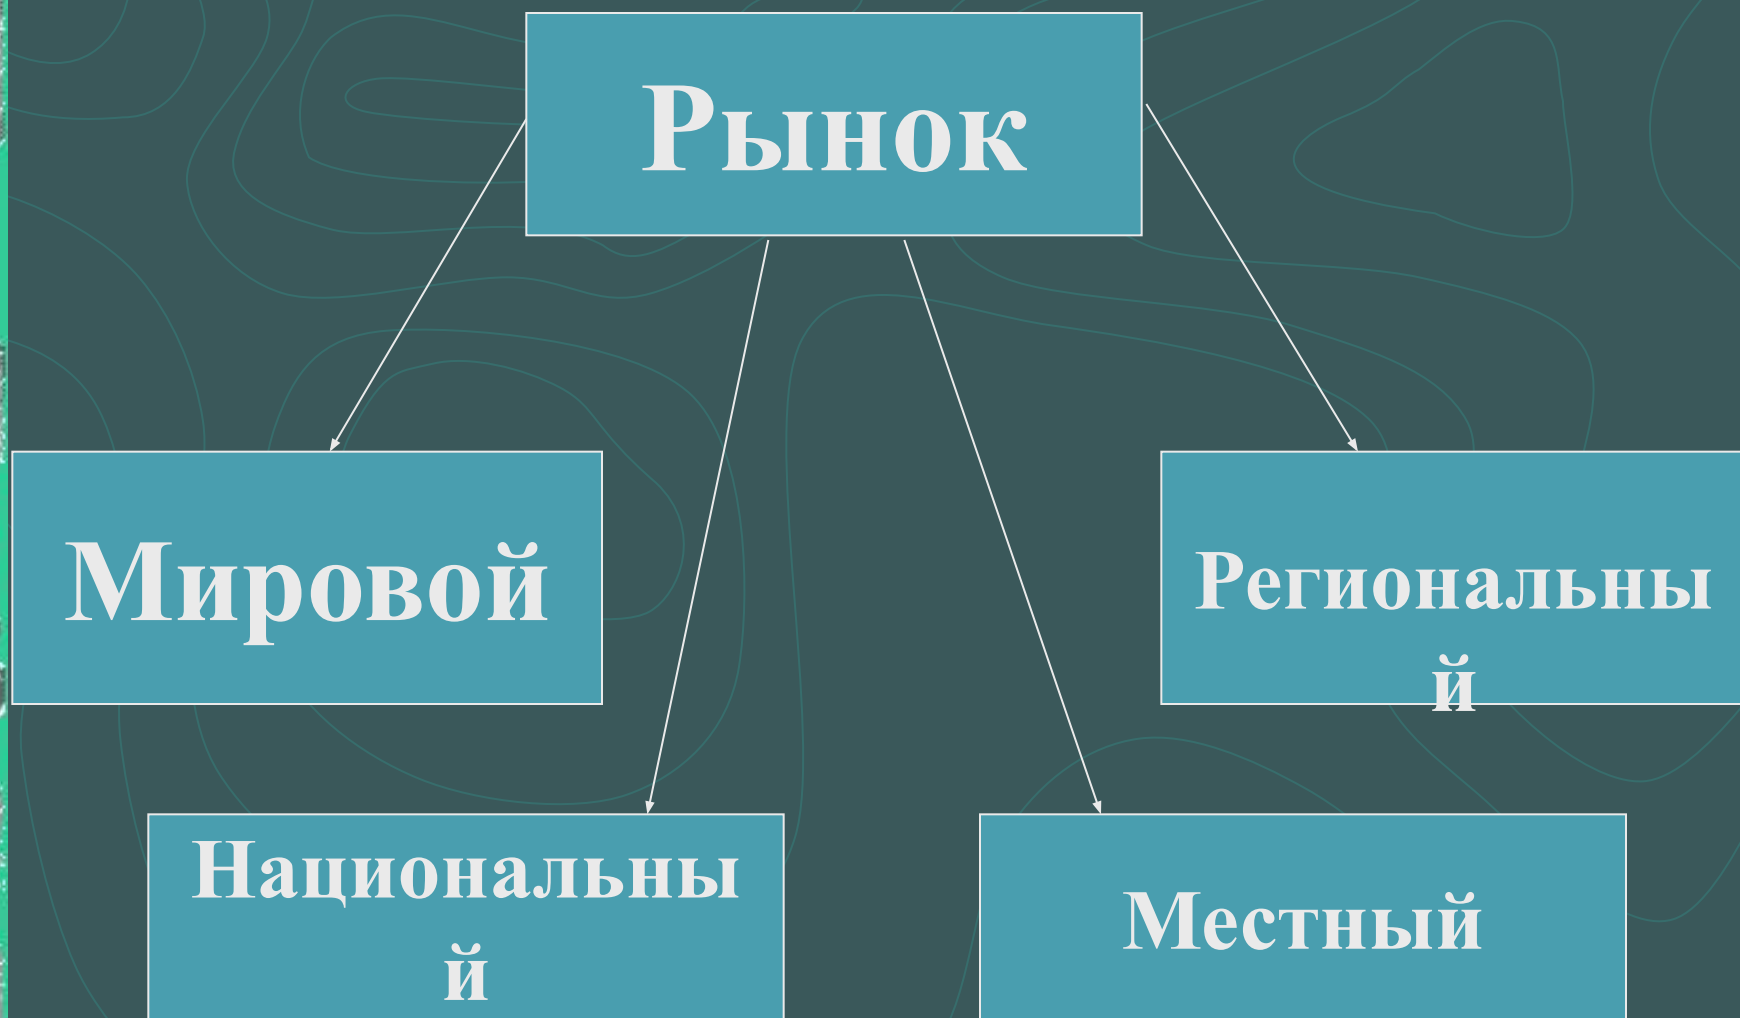 Рынок
Мировой
Региональны
й
Национальны
й
Местный